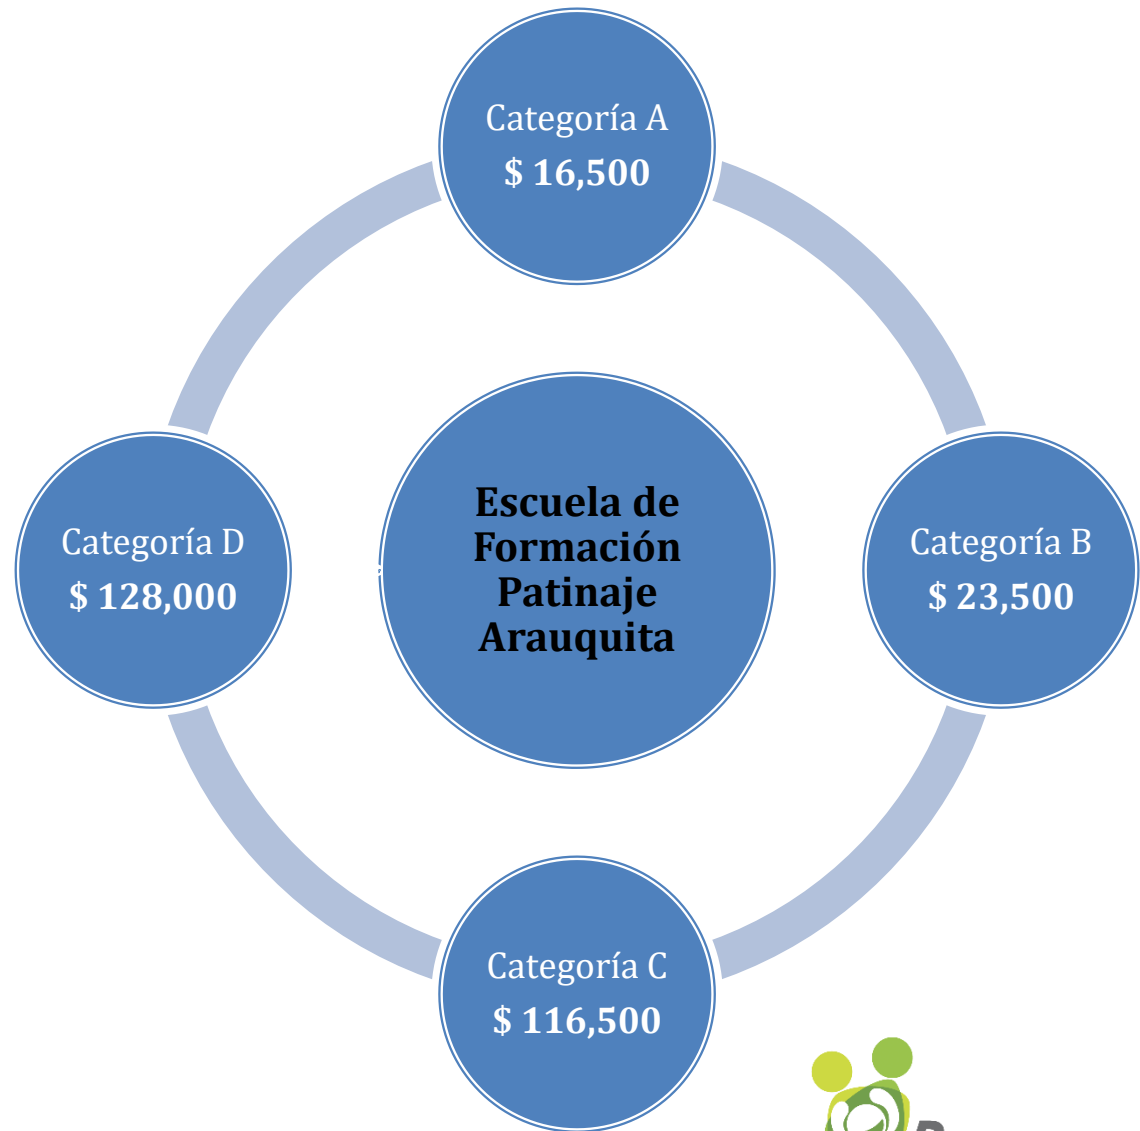 Categoría A
$ 16,500
Categoría D
$ 128,000
Escuela de
Formación
Patinaje
Arauquita
Categoría B
$ 23,500
Categoría C
$ 116,500